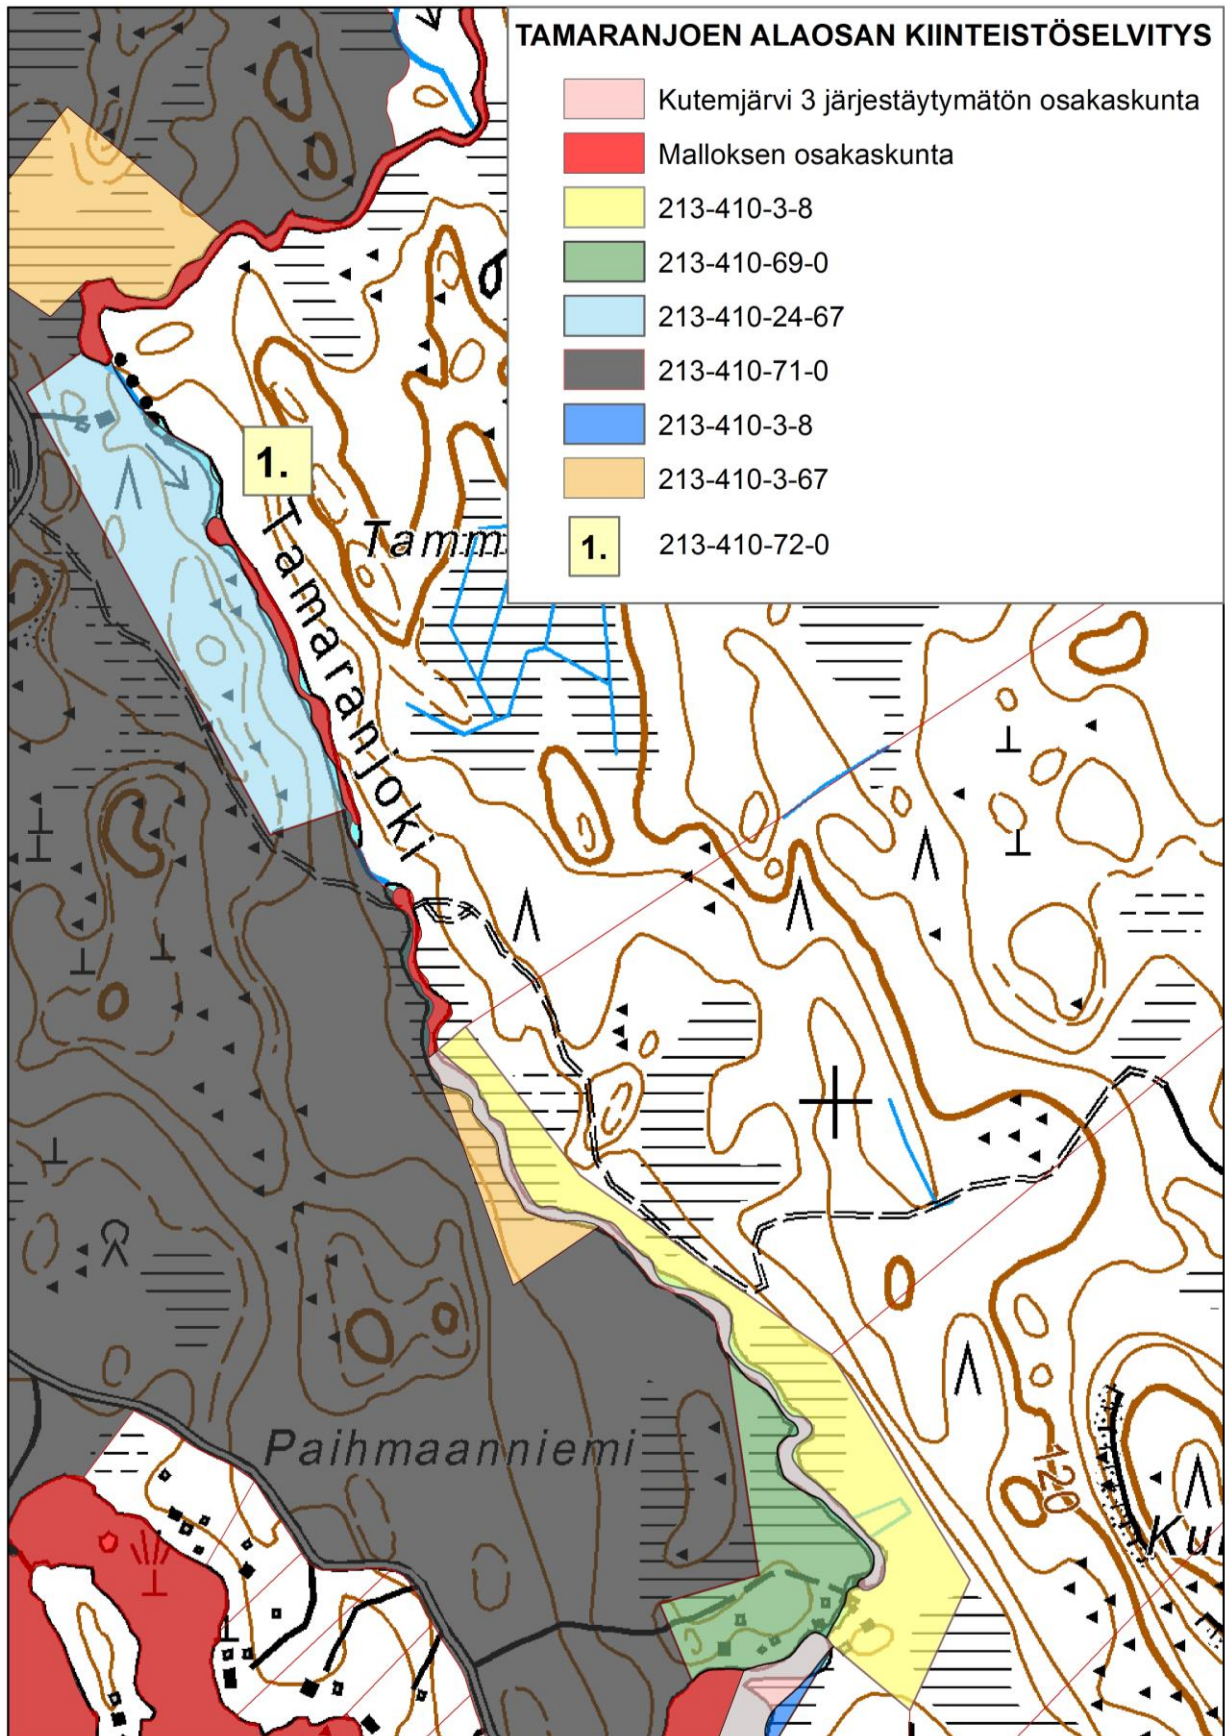 TAMARANJOEN ALAOSAN KIINTEISTÖSELVITYS
Kutemjärvi 3 järjestäytymätön osakaskunta
Malloksen osakaskunta
213-410-3-8
213-410-69-0
213-410-24-67
213-410-71-0
213-410-3-8
213-410-3-67
1. 213-410-72-0
1.
Tamm
Tamaranjoki
Paihmaanniemi
120
Ku